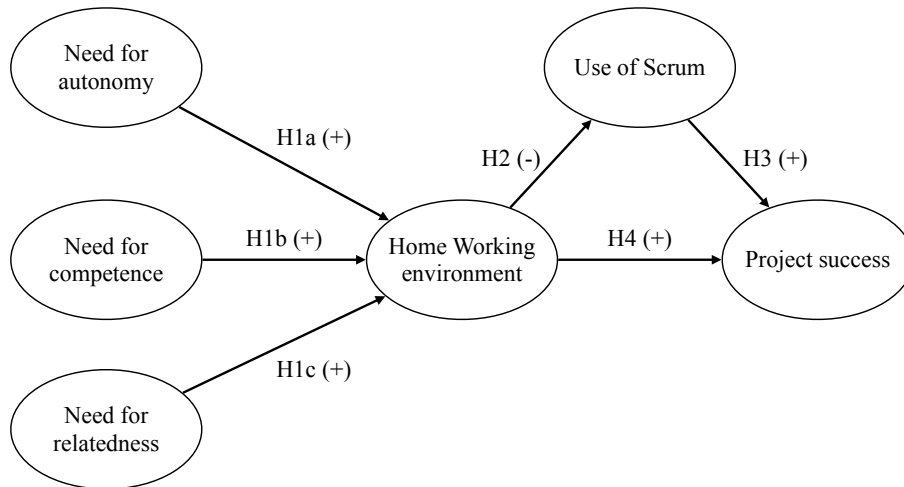 Need for
autonomy
Use of Scrum
H1a (+)
H2 (-)
H3 (+)
Need for
competence
H1b (+)
Home Working
environment
H4 (+)
Project success
H1c (+)
Need for
relatedness